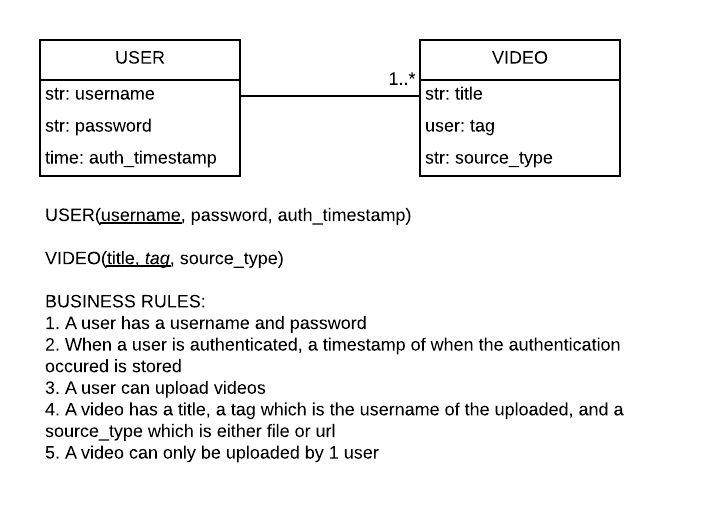 USER
str: username
str: password
time: auth_timestamp
1..*
VIDEO
str: title
user: tag
str: source_type
USER(username, password, auth_timestamp)
VIDEO(title, tag, source_type)
BUSINESS RULES:
1. A user has a username and password
2. When a user is authenticated, a timestamp of when the authentication
occured is stored
3. A user can upload videos
4. A video has a title, a tag which is the username of the uploaded, and a
source_type which is either file or url
5. A video can only be uploaded by 1 user